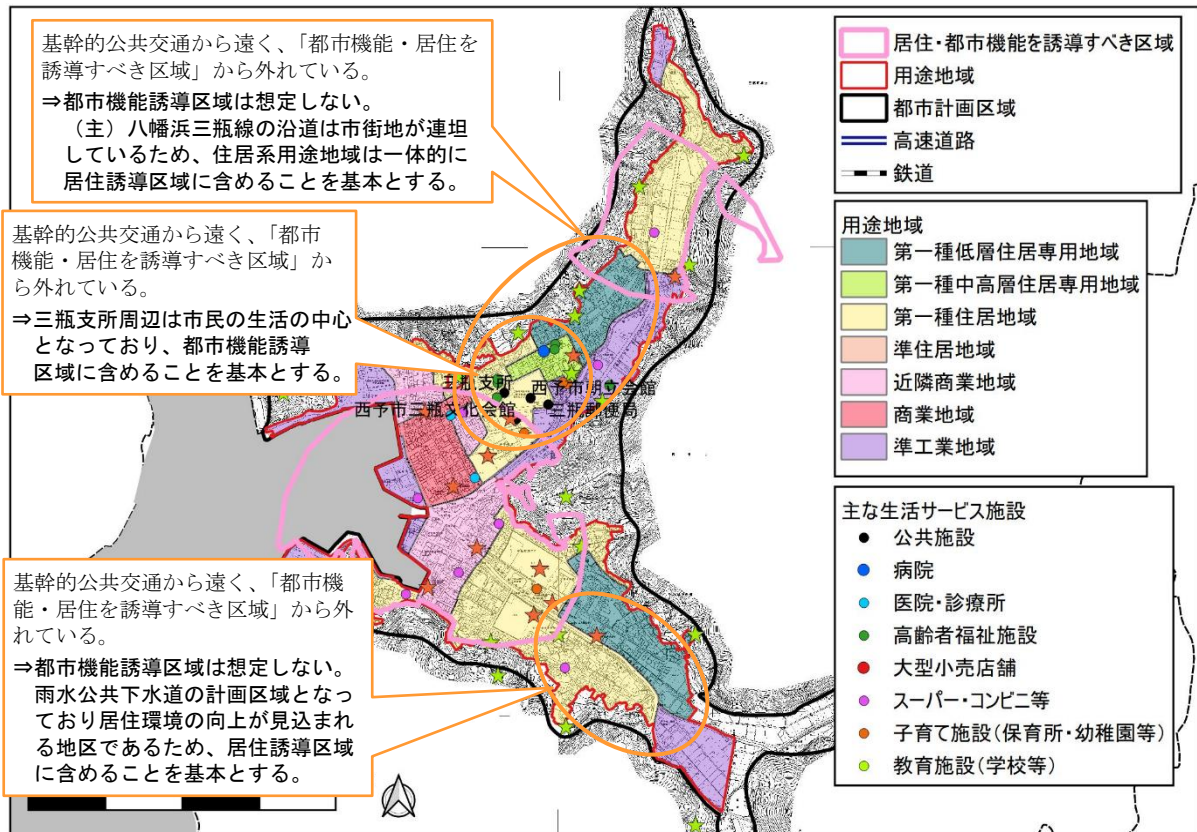 基幹的公共交通から遠く、「都市機能・居住を
誘導すべき区域」から外れている。
⇒都市機能誘導区域は想定しない。
（主）八幡浜三瓶線の沿道は市街地が連坦
しているため、住居系用途地域は一体的に
居住誘導区域に含めることを基本とする。
基幹的公共交通から遠く、「都市
機能・居住を誘導すべき区域」か
ら外れている。
⇒三瓶支所周辺は市民の生活の中心
となっており、都市機能誘導
区域に含めることを基本とする。
基幹的公共交通から遠く、「都市機
能・居住を誘導すべき区域」から外
れている。
⇒都市機能誘導区域は想定しない。
雨水公共下水道の計画区域となっ
ており居住環境の向上が見込まれ
る地区であるため、居住誘導区域
に含めることを基本とする。
三瓶支所
西予市三瓶文化会館
居住・都市機能を誘導すべき区域
用途地域
都市計画区域
高速道路
鉄道
用途地域
第一種低層住居専用地域
第一種中高層住居専用地域
第一種住居地域
準住居地域
近隣商業地域
商業地域
準工業地域
主な生活サービス施設
公共施設
病院
医院・診療所
高齢者福祉施設
大型小売店舗
スーパー・コンビニ等
子育て施設（保育所・幼稚園等）
教育施設（学校等）